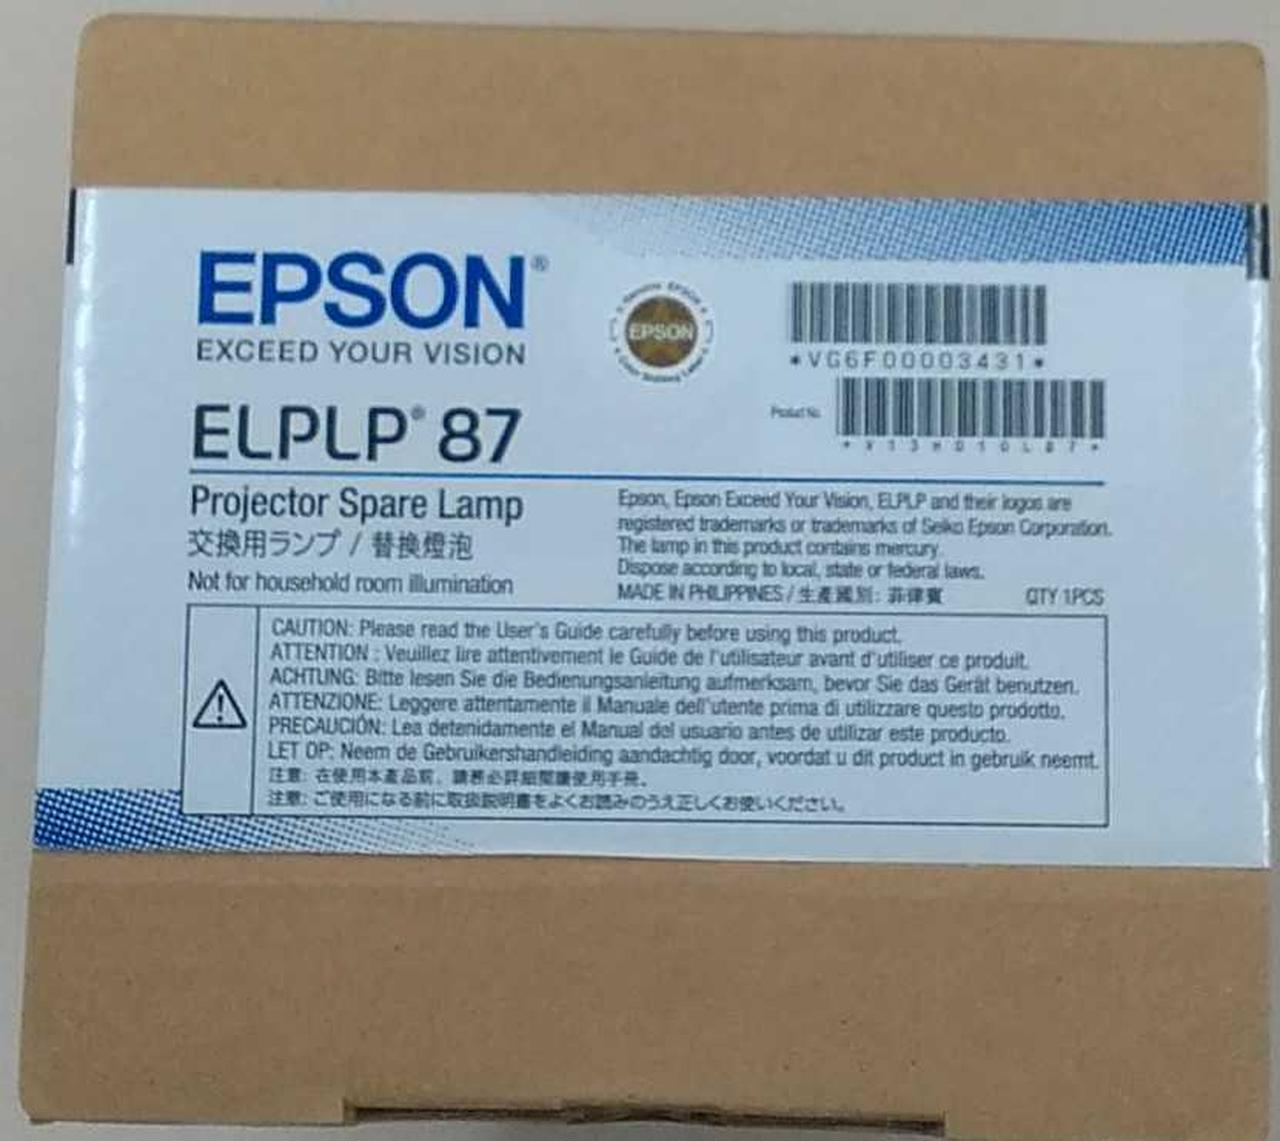 EPSON®
EXCEED YOUR VISION
Genuine EPSON
EPSON
*VG6F00003431*
ELPLP® 87
Product No.
*V13H010L87*
Projector Spare Lamp
交換用ランプ / 替換燈泡
Not for household room illumination
Epson, Epson Exceed Your Vision, ELPLP and their logos are
registered trademarks or trademarks of Seiko Epson Corporation.
The lamp in this product contains mercury.
Dispose according to local, state or federal laws.
MADE IN PHILIPPINES / 生產國別: 菲律賓 QTY 1PCS
CAUTION: Please read the User's Guide carefully before using this product.
ATTENTION : Veuillez lire attentivement le Guide de l'utilisateur avant d'utiliser ce produit.
ACHTUNG: Bitte lesen Sie die Bedienungsanleitung aufmerksam, bevor Sie das Gerät benutzen.
ATTENZIONE: Leggere attentamente il Manuale dell'utente prima di utilizzare questo prodotto.
PRECAUCIÓN: Lea detenidamente el Manual del usuario antes de utilizar este producto.
LET OP: Neem de Gebruikershandleiding aandachtig door, voordat u dit product in gebruik neemt.
注意: 在使用本產品前，請務必詳細閱讀使用手冊。
注意: ご使用になる前に取扱説明書をよくお読みのうえ正しくお使いください。